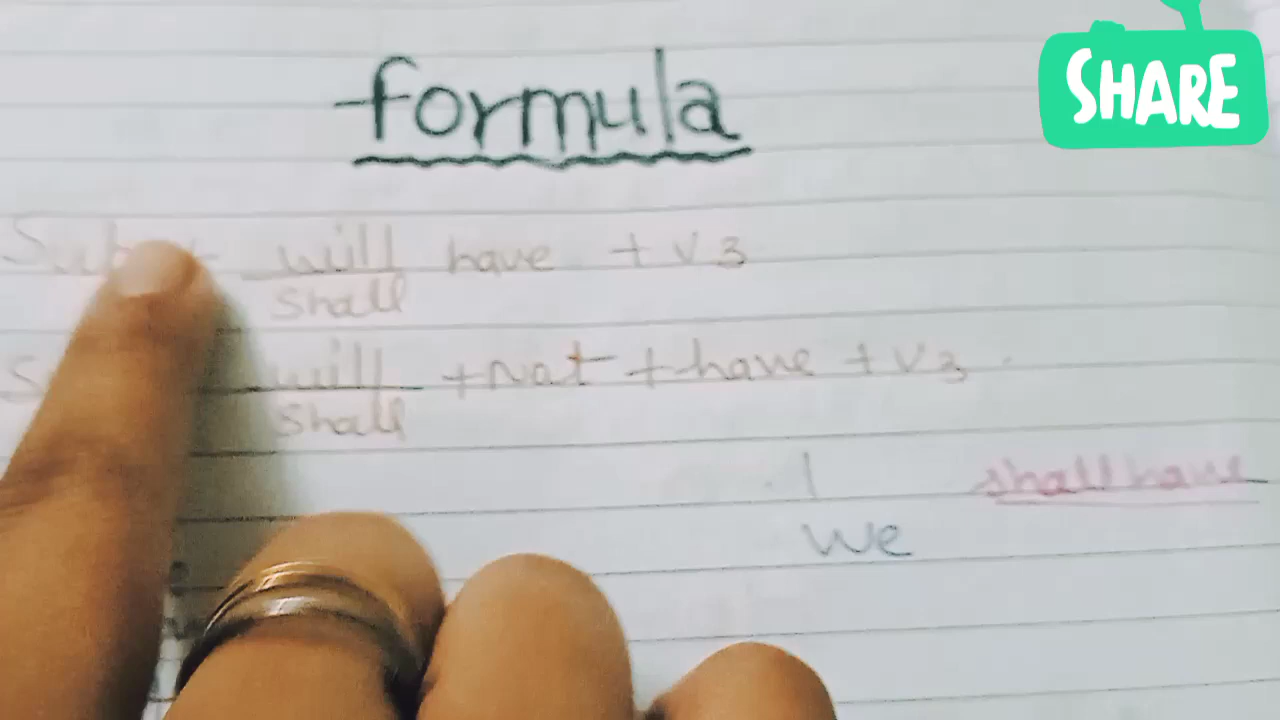 formula
SHARE
will have + V3
shall
will + Not + have + V3.
shall
I shall have
We